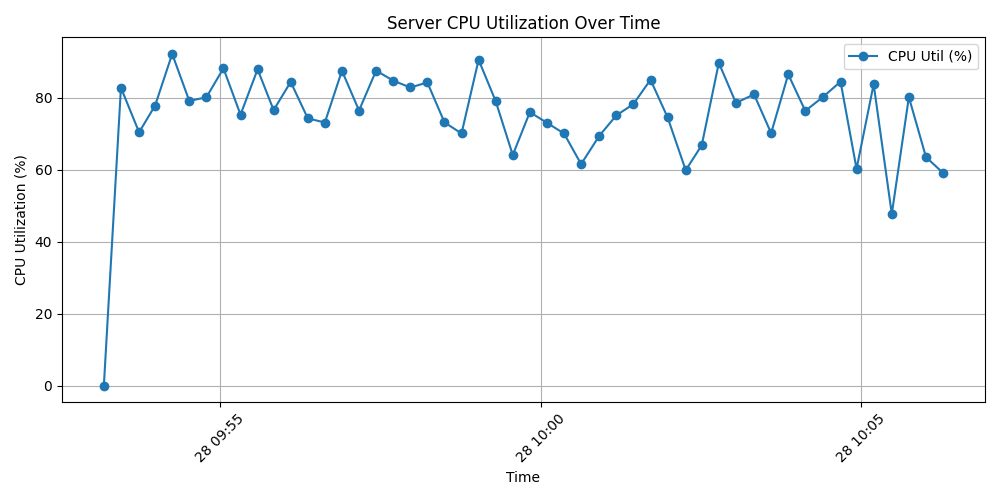 Server CPU Utilization Over Time
CPU Util (%)
CPU Utilization (%)
80
60
40
20
0
28 09:55
28 10:00
28 10:05
Time